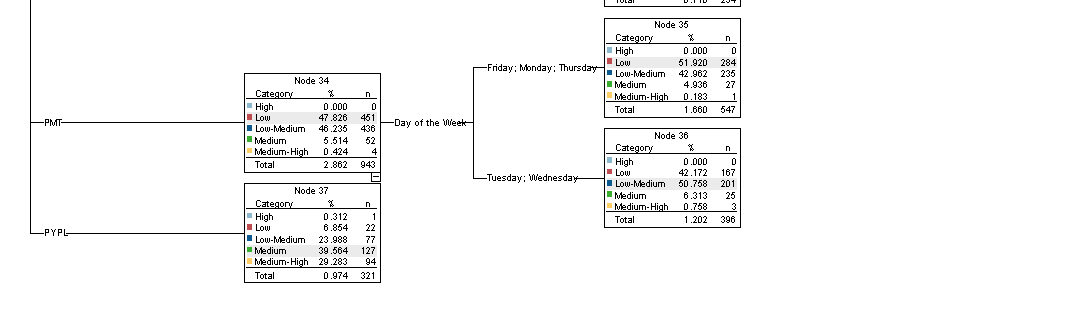 Total 0.710 234
Node 35
Category % n
High 0.000 0
Low 51.920 284
Low-Medium 42.962 235
Medium 4.936 27
Medium-High 0.183 1
Total 1.660 547
Friday; Monday; Thursday
Node 34
Category % n
High 0.000 0
Low 47.826 451
Low-Medium 46.235 436
Medium 5.514 52
Medium-High 0.424 4
Total 2.862 943
PMT
Day of the Week
Node 36
Category % n
High 0.000 0
Low 42.172 167
Low-Medium 50.758 201
Medium 6.313 25
Medium-High 0.758 3
Total 1.202 396
Tuesday; Wednesday
Node 37
Category % n
High 0.312 1
Low 6.854 22
Low-Medium 23.988 77
Medium 39.564 127
Medium-High 29.283 94
Total 0.974 321
PYPL